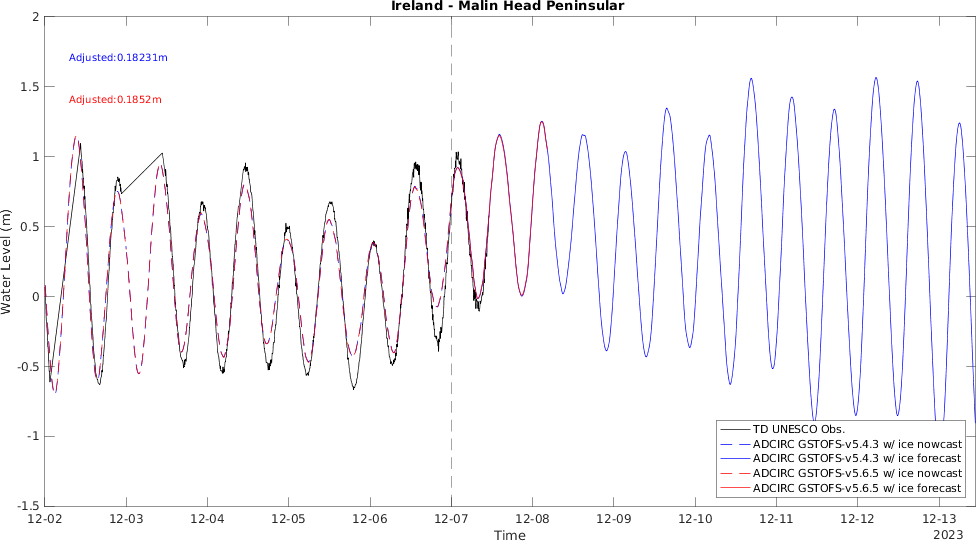 Ireland - Malin Head Peninsular
2
1.5
1
0.5
0
-0.5
-1
-1.5
Water Level (m)
Adjusted:0.18231m
Adjusted:0.1852m
TD UNESCO Obs.
ADCIRC GSTOFS-v5.4.3 w/ ice nowcast
ADCIRC GSTOFS-v5.4.3 w/ ice forecast
ADCIRC GSTOFS-v5.6.5 w/ ice nowcast
ADCIRC GSTOFS-v5.6.5 w/ ice forecast
12-02 12-03 12-04 12-05 12-06 12-07 12-08 12-09 12-10 12-11 12-12 12-13
Time
2023